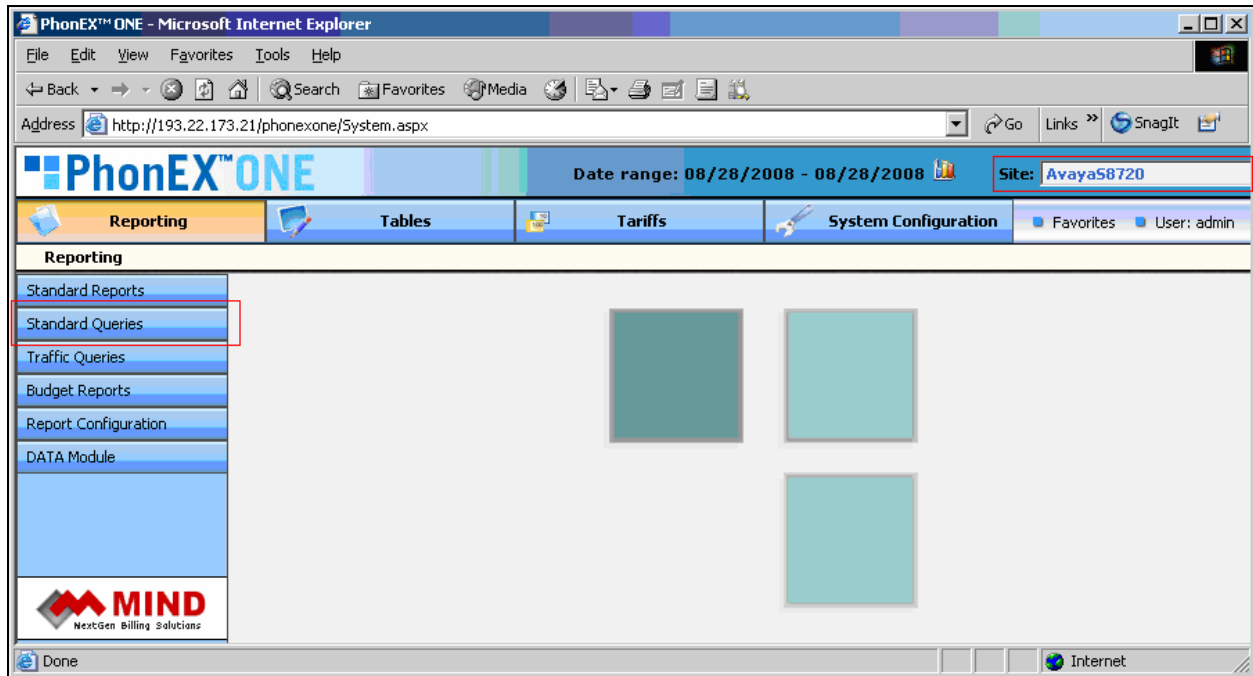 PhonEX™ ONE - Microsoft Internet Explorer
File Edit View Favorites Tools Help
Back Search Favorites Media
Address http://193.22.173.21/phonexone/System.aspx Go Links » SnagIt
PhonEX™ONE Date range: 08/28/2008 - 08/28/2008 Site: AvayaS8720
Reporting Tables Tariffs System Configuration Favorites User: admin
Reporting
Standard Reports
Standard Queries
Traffic Queries
Budget Reports
Report Configuration
DATA Module
MIND
NextGen Billing Solutions
Done Internet